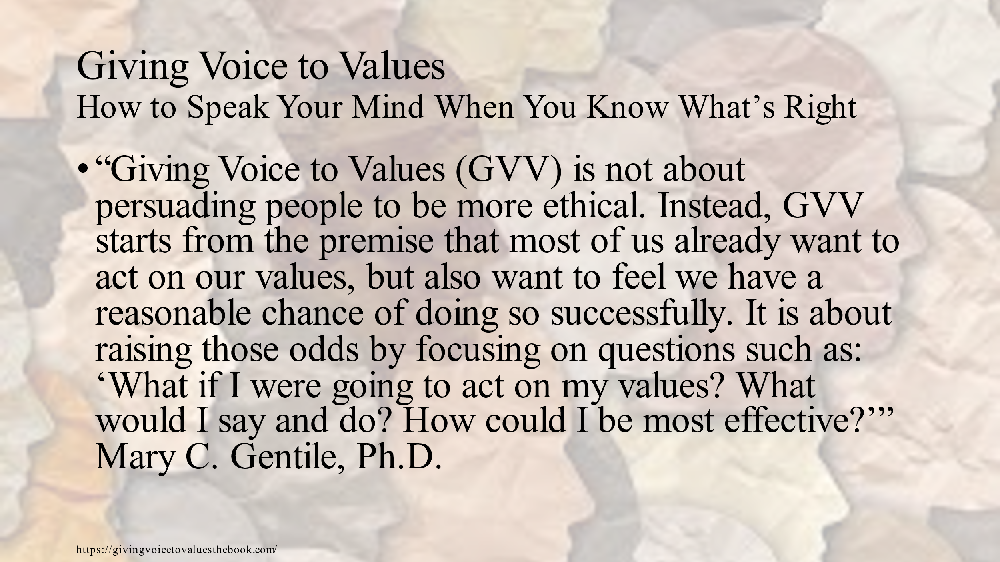 Giving Voice to Values
How to Speak Your Mind When You Know What’s Right
• “Giving Voice to Values (GVV) is not about
persuading people to be more ethical. Instead, GVV
starts from the premise that most of us already want to
act on our values, but also want to feel we have a
reasonable chance of doing so successfully. It is about
raising those odds by focusing on questions such as:
‘What if I were going to act on my values? What
would I say and do? How could I be most effective?’”
Mary C. Gentile, Ph.D.
https://givingvoicetovaluesthebook.com/